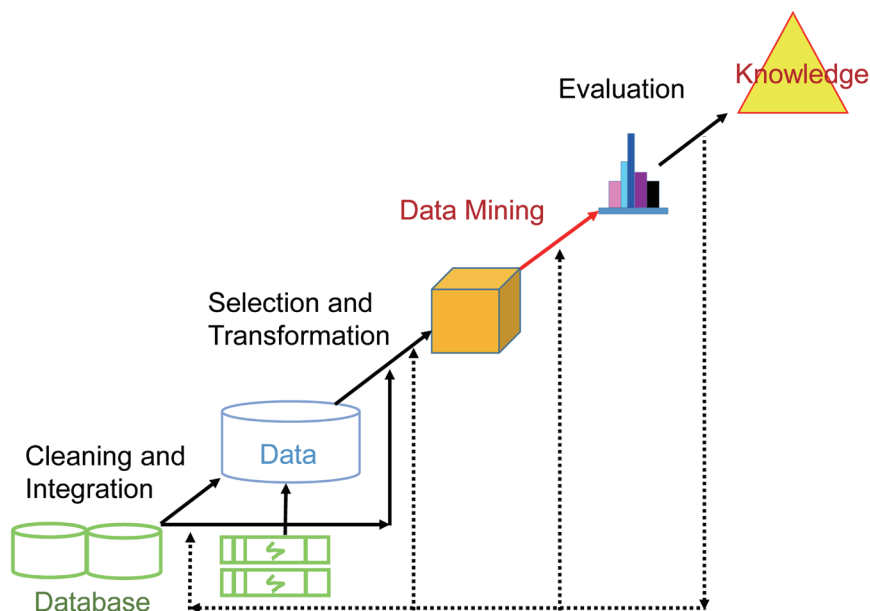 Knowledge
Evaluation
Data Mining
Selection and
Transformation
Data
Cleaning and
Integration
Database